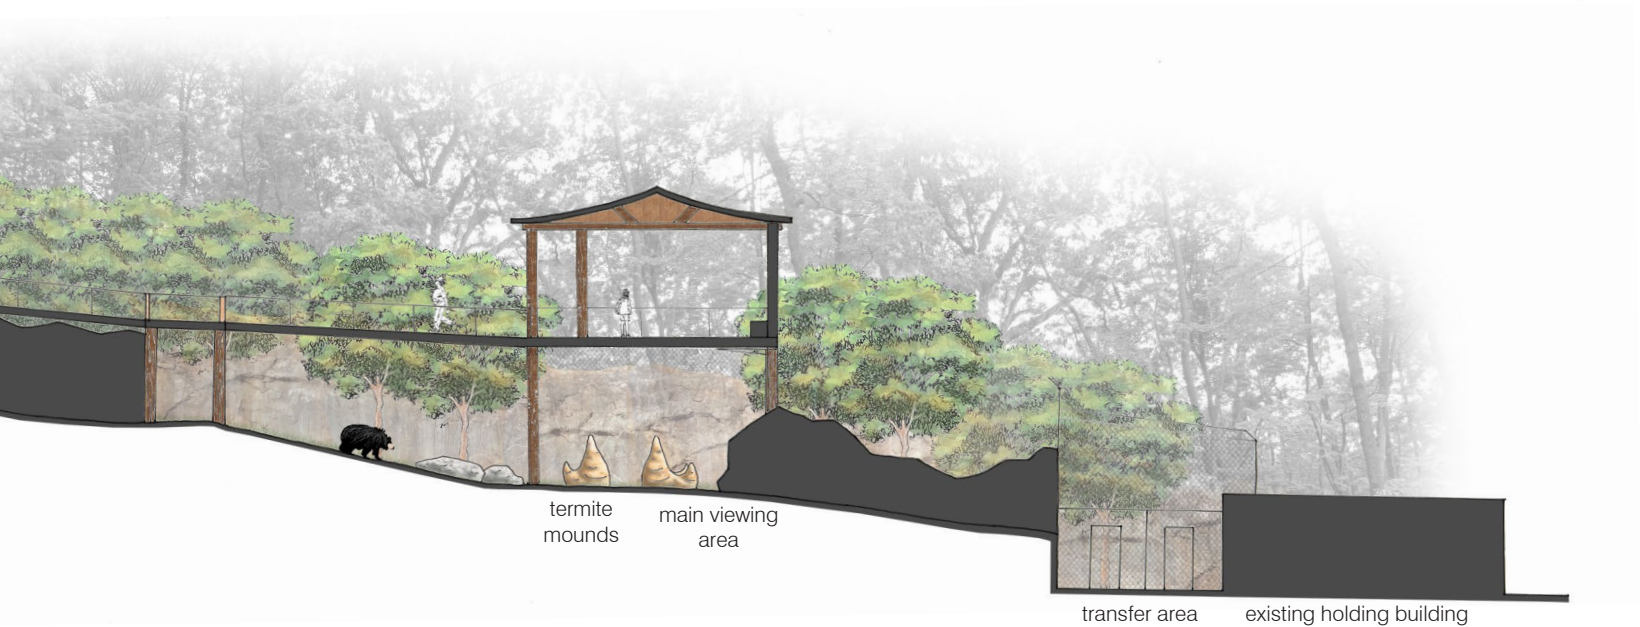 termite
mounds
main viewing
area
transfer area
existing holding building